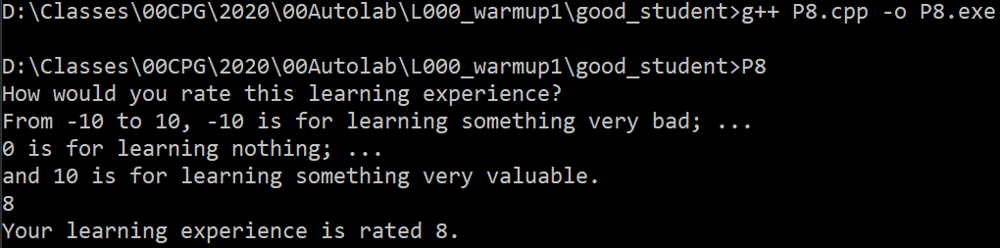 D:\Classes\00CPG\2020\00Autolab\L000_warmup1\good_student>g++ P8.cpp -o P8.exe
D:\Classes\00CPG\2020\00Autolab\L000_warmup1\good_student>P8
How would you rate this learning experience?
From -10 to 10, -10 is for learning something very bad; ...
0 is for learning nothing; ...
and 10 is for learning something very valuable.
8
Your learning experience is rated 8.